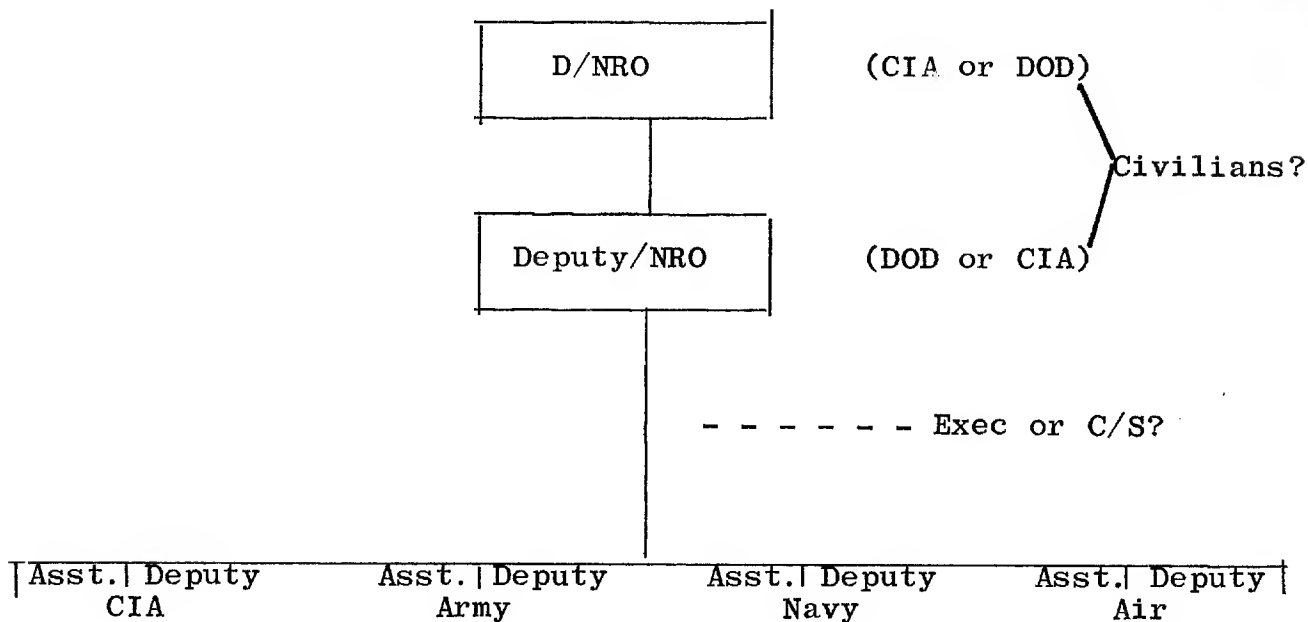 D/NRO (CIA or DOD)
Civilians?
Deputy/NRO (DOD or CIA)
- - - - - - Exec or C/S?
Asst. Deputy Asst. Deputy Asst. Deputy Asst. Deputy
CIA Army Navy Air